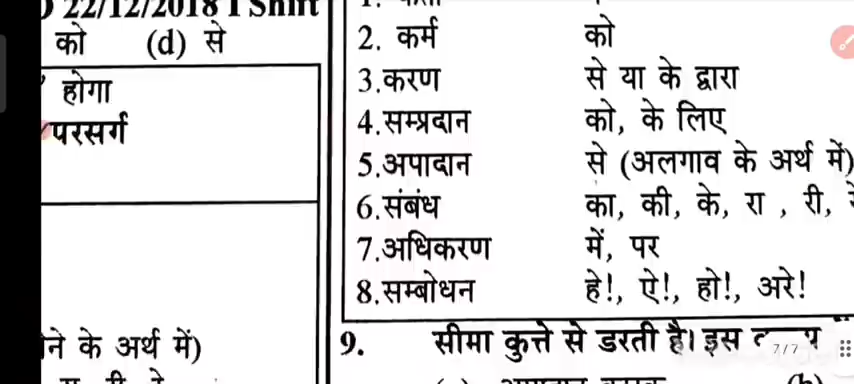 22/12/2018 I Shift
को (d) से
होगा
परसर्ग
ने के अर्थ में)
2. कर्म को
3.करण से या के द्वारा
4.सम्प्रदान को, के लिए
5.अपादान से (अलगाव के अर्थ में)
6.संबंध का, की, के, रा , री,
7.अधिकरण में, पर
8.सम्बोधन हे!, ऐ!, हो!, अरे!
9. सीमा कुत्ते से डरती है। इस
7/7